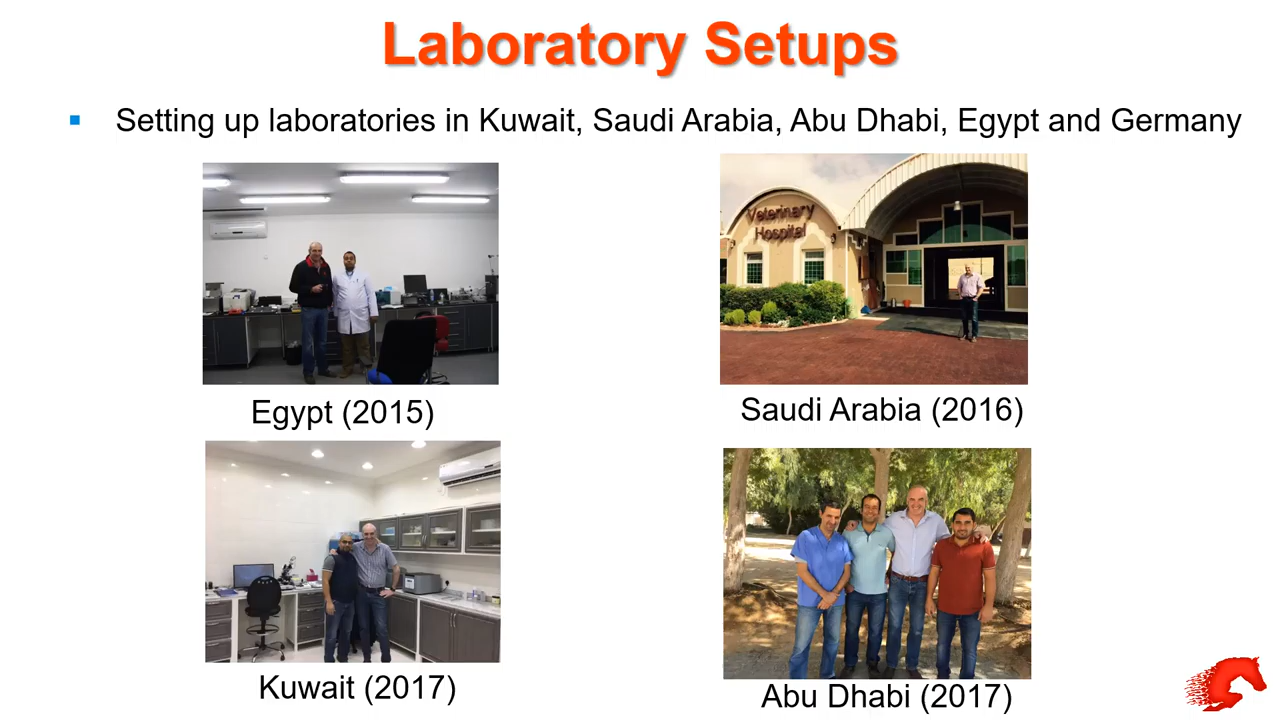 Laboratory Setups
Setting up laboratories in Kuwait, Saudi Arabia, Abu Dhabi, Egypt and Germany
Veterinary
Hospital
Egypt (2015)
Saudi Arabia (2016)
Kuwait (2017)
Abu Dhabi (2017)